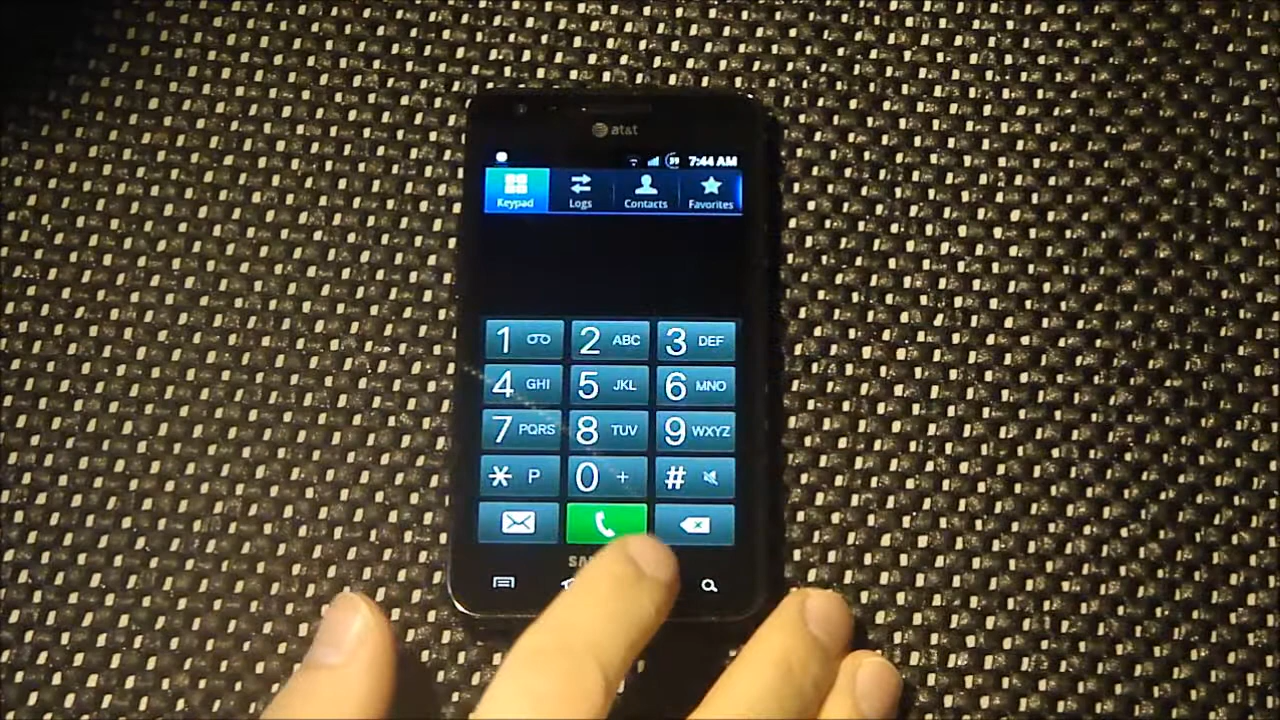 at&t
39 7:44 AM
Keypad Logs Contacts Favorites
1 2 ABC 3 DEF
4 GHI 5 JKL 6 MNO
7 PQRS 8 TUV 9 WXYZ
* P 0 + #